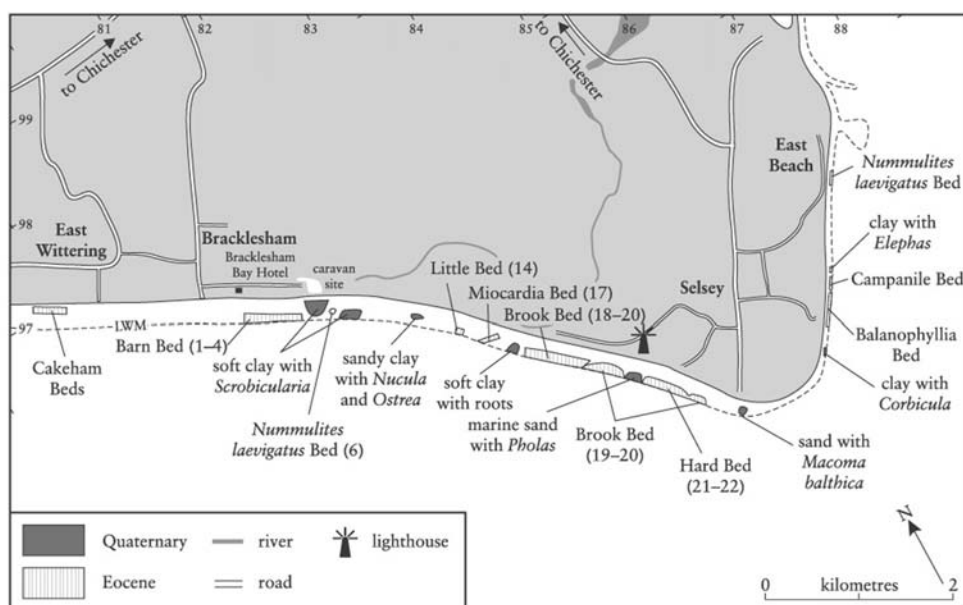 81
82
83
84
85
86
87
88
to Chichester
to Chichester
99
East
Beach
Nummulites
laevigatus Bed
98
East
Wittering
Bracklesham
Bracklesham
Bay Hotel
caravan
site
clay with
Elephas
Little Bed (14)
Miocardia Bed (17)
Brook Bed (18–20)
Selsey
Campanile Bed
97
LWM
Barn Bed (1–4)
Balanophyllia
Bed
Cakeham
Beds
soft clay with
Scrobicularia
sandy clay
with Nucula
and Ostrea
soft clay
with roots
marine sand
with Pholas
clay with
Corbicula
Nummulites
laevigatus Bed (6)
Brook Bed
(19–20)
Hard Bed
(21–22)
sand with
Macoma
balthica
N
Quaternary
river
lighthouse
Eocene
road
0 kilometres 2